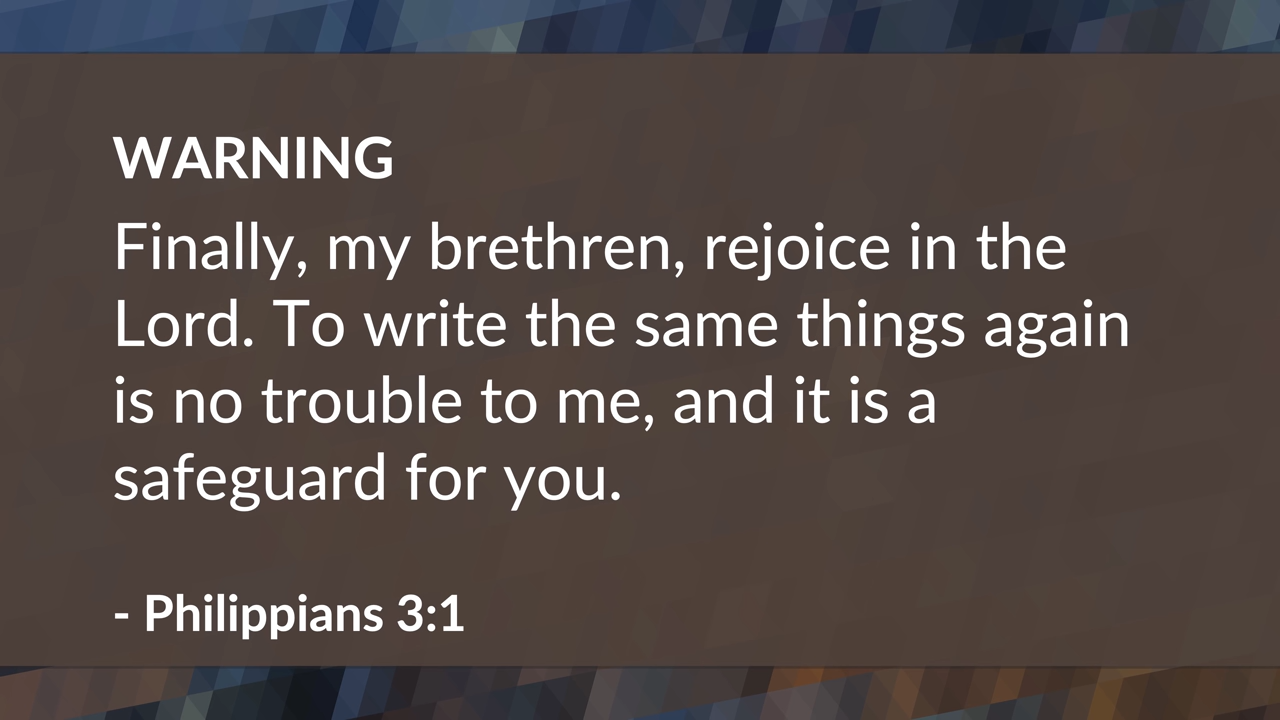 WARNING
Finally, my brethren, rejoice in the
Lord. To write the same things again
is no trouble to me, and it is a
safeguard for you.
- Philippians 3:1